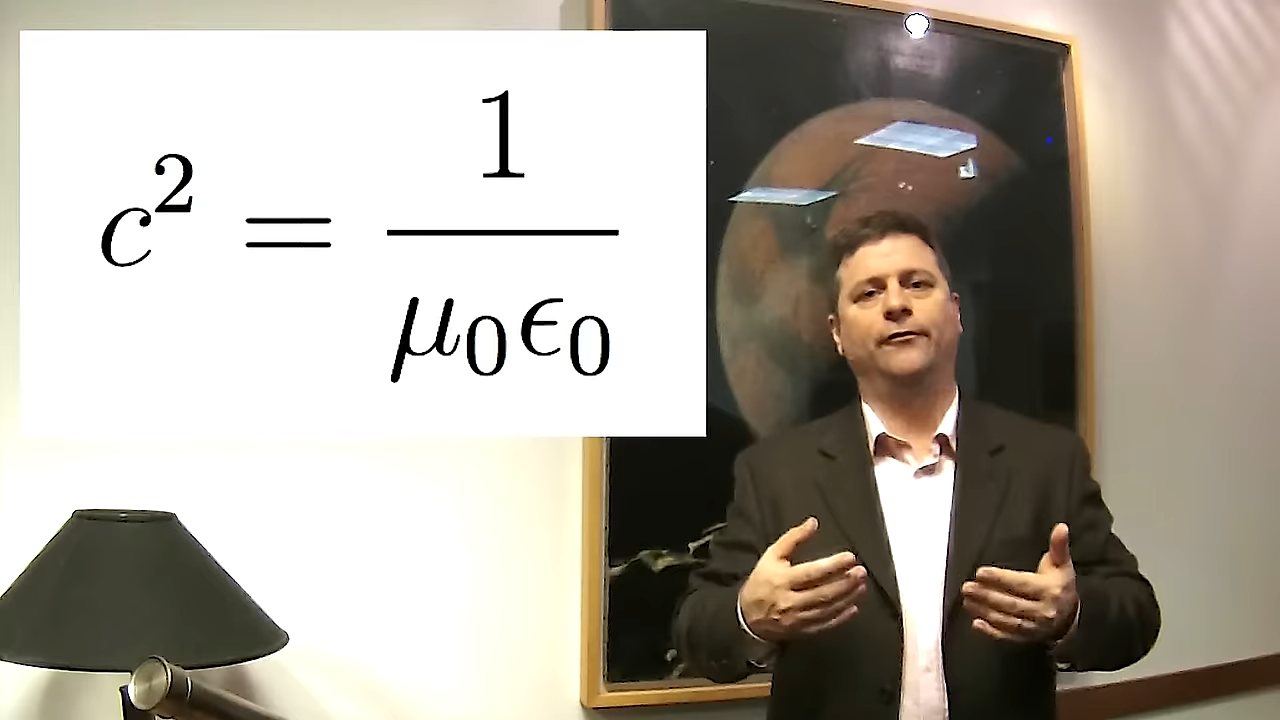 c² = 1/μ₀ϵ₀